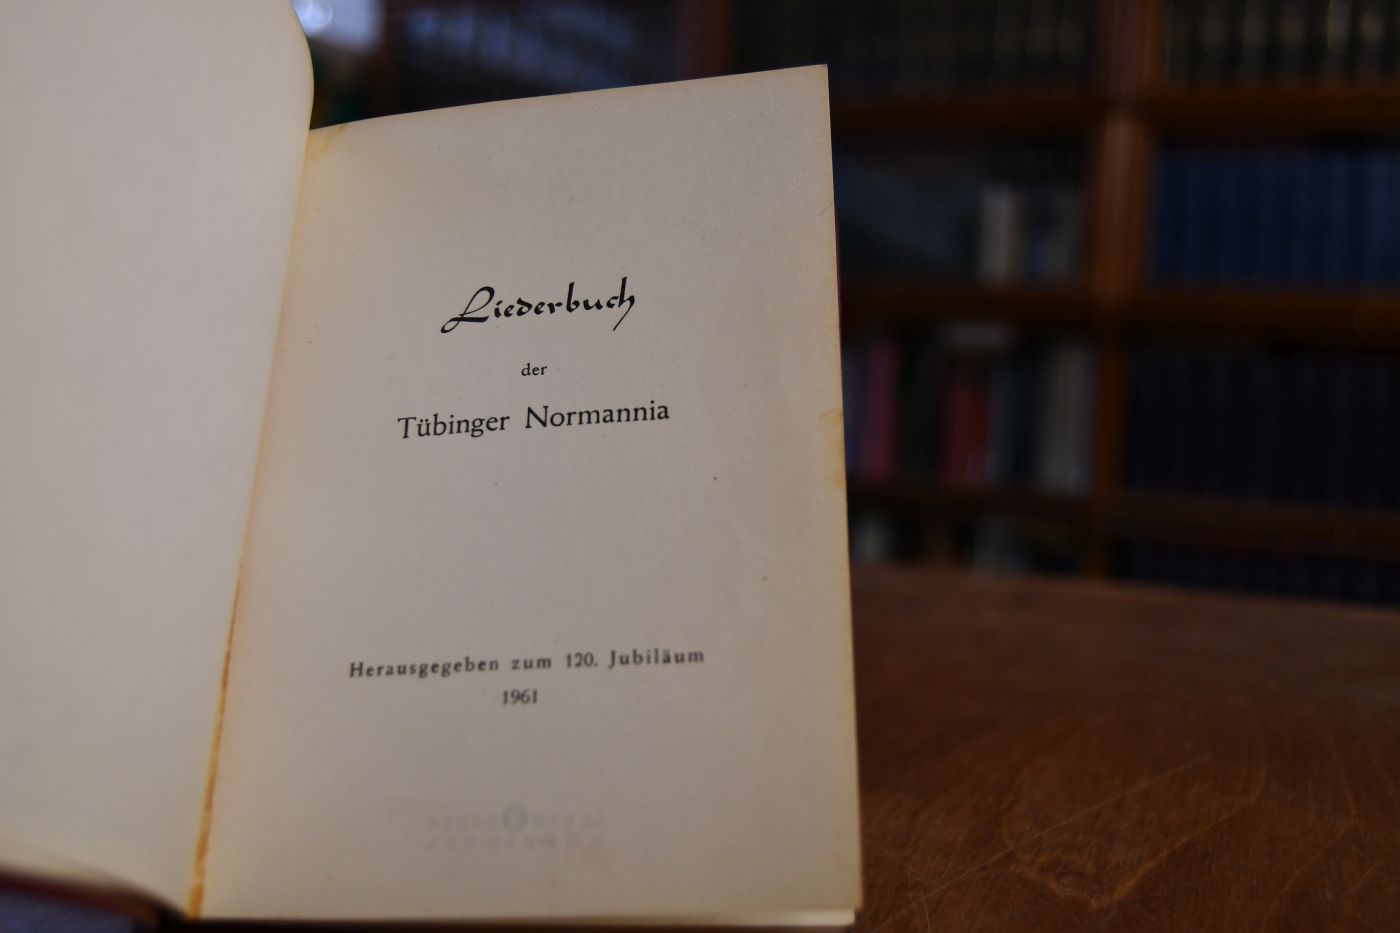 Liederbuch
der
Tübinger Normannia
Herausgegeben zum 120. Jubiläum
1961